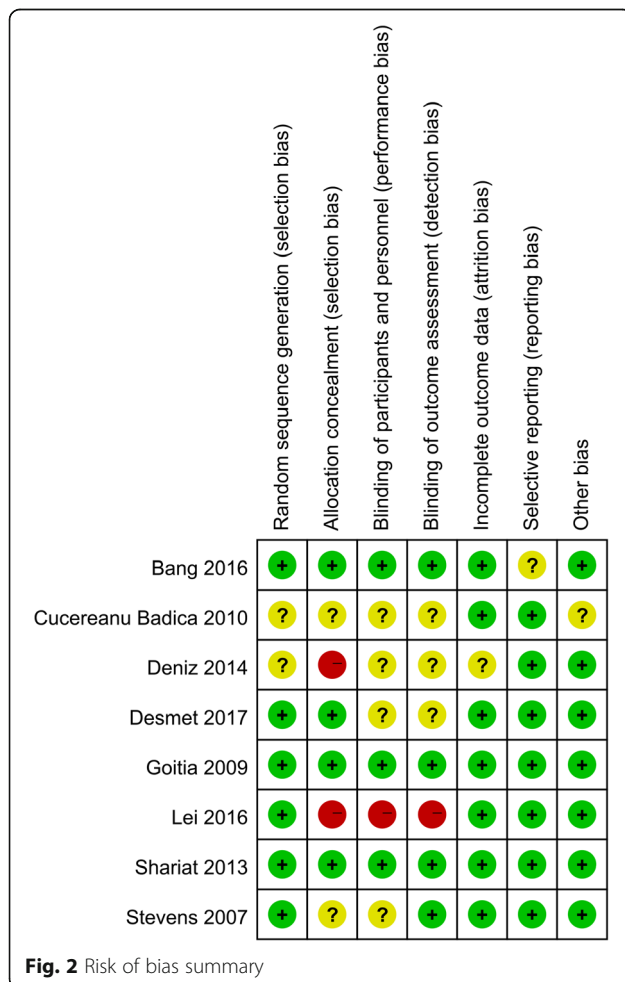 Random sequence generation (selection bias)
Allocation concealment (selection bias)
Blinding of participants and personnel (performance bias)
Blinding of outcome assessment (detection bias)
Incomplete outcome data (attrition bias)
Selective reporting (reporting bias)
Other bias
Bang 2016 + + + + + ? +
Cucereanu Badica 2010 ? ? ? ? + + ?
Deniz 2014 ? − ? ? ? + +
Desmet 2017 + + ? ? + + +
Goitia 2009 + + + + + + +
Lei 2016 + − − − + + +
Shariat 2013 + + + + + + +
Stevens 2007 + ? ? + + + +
Fig. 2 Risk of bias summary